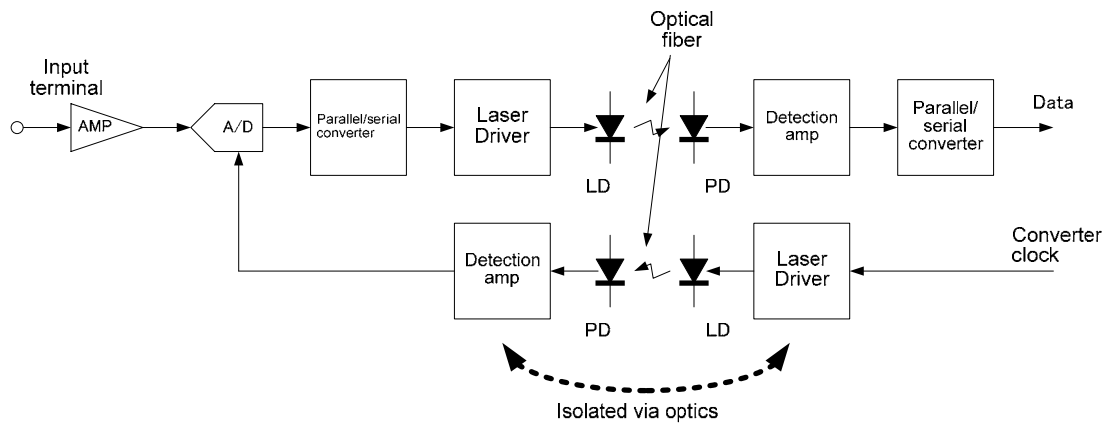 Optical
fiber
Input
terminal
AMP
A/D
Parallel/serial
converter
Laser
Driver
LD
PD
Detection
amp
Parallel/
serial
converter
Data
Detection
amp
PD
LD
Laser
Driver
Converter
clock
Isolated via optics